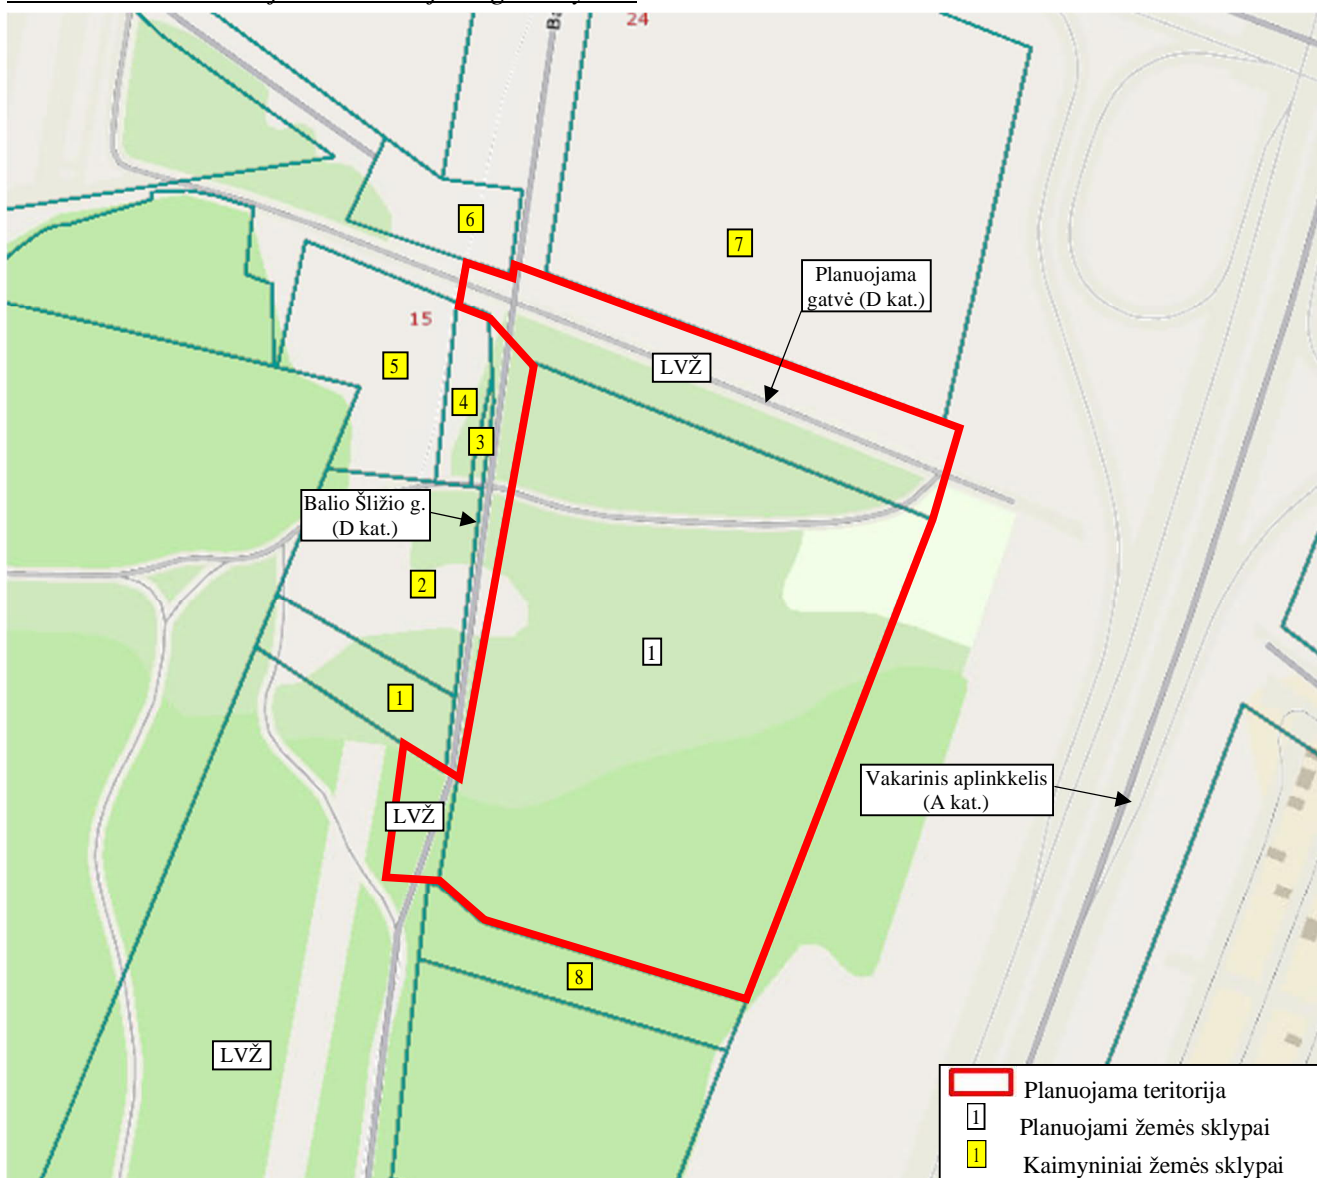 24
Ba
6
7
Planuojama
gatvė (D kat.)
15
LVŽ
5
4
3
Balio Šližio g.
(D kat.)
2
1
1
Vakarinis aplinkkelis
(A kat.)
LVŽ
8
LVŽ
Planuojama teritorija
1 Planuojami žemės sklypai
1 Kaimyniniai žemės sklypai